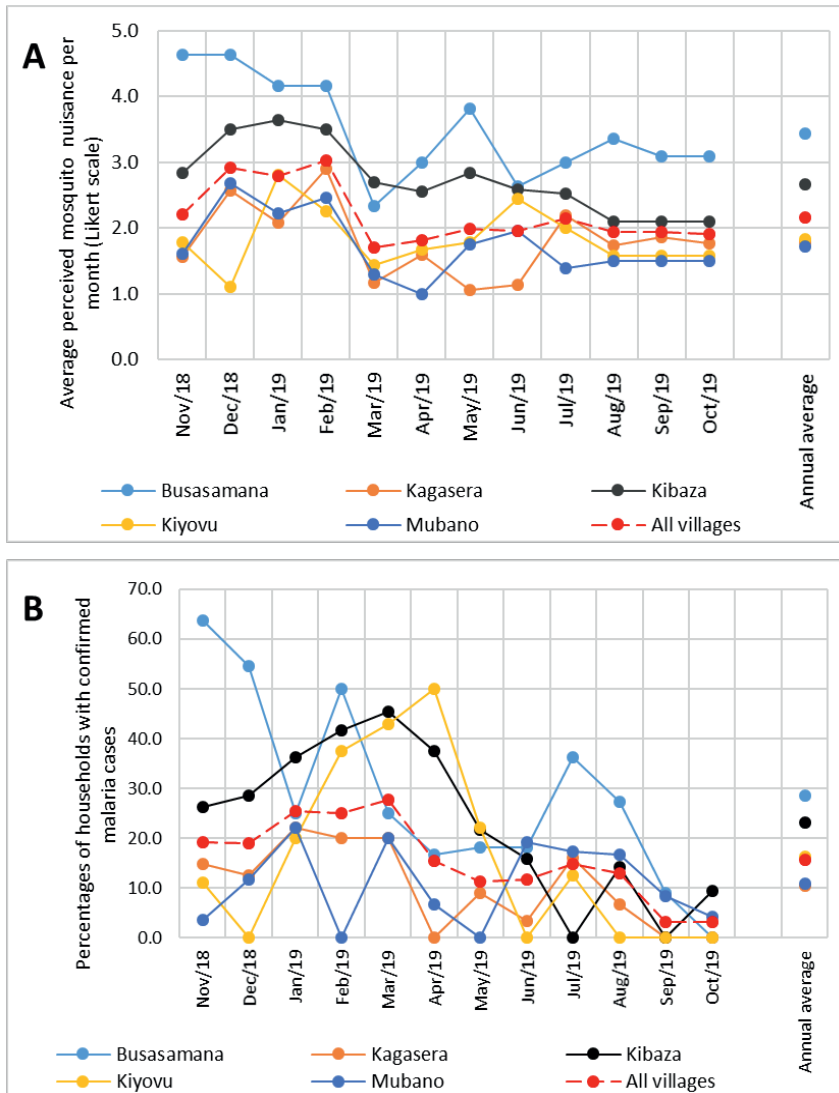 A
Average perceived mosquito nuisance per
month (Likert scale)
5.0
4.0
3.0
2.0
1.0
0.0
Nov/18
Dec/18
Jan/19
Feb/19
Mar/19
Apr/19
May/19
Jun/19
Jul/19
Aug/19
Sep/19
Oct/19
Annual average
Busasamana
Kagasera
Kibaza
Kiyovu
Mubano
All villages
B
Percentages of households with confirmed
malaria cases
70.0
60.0
50.0
40.0
30.0
20.0
10.0
0.0
Nov/18
Dec/18
Jan/19
Feb/19
Mar/19
Apr/19
May/19
Jun/19
Jul/19
Aug/19
Sep/19
Oct/19
Annual average
Busasamana
Kagasera
Kibaza
Kiyovu
Mubano
All villages